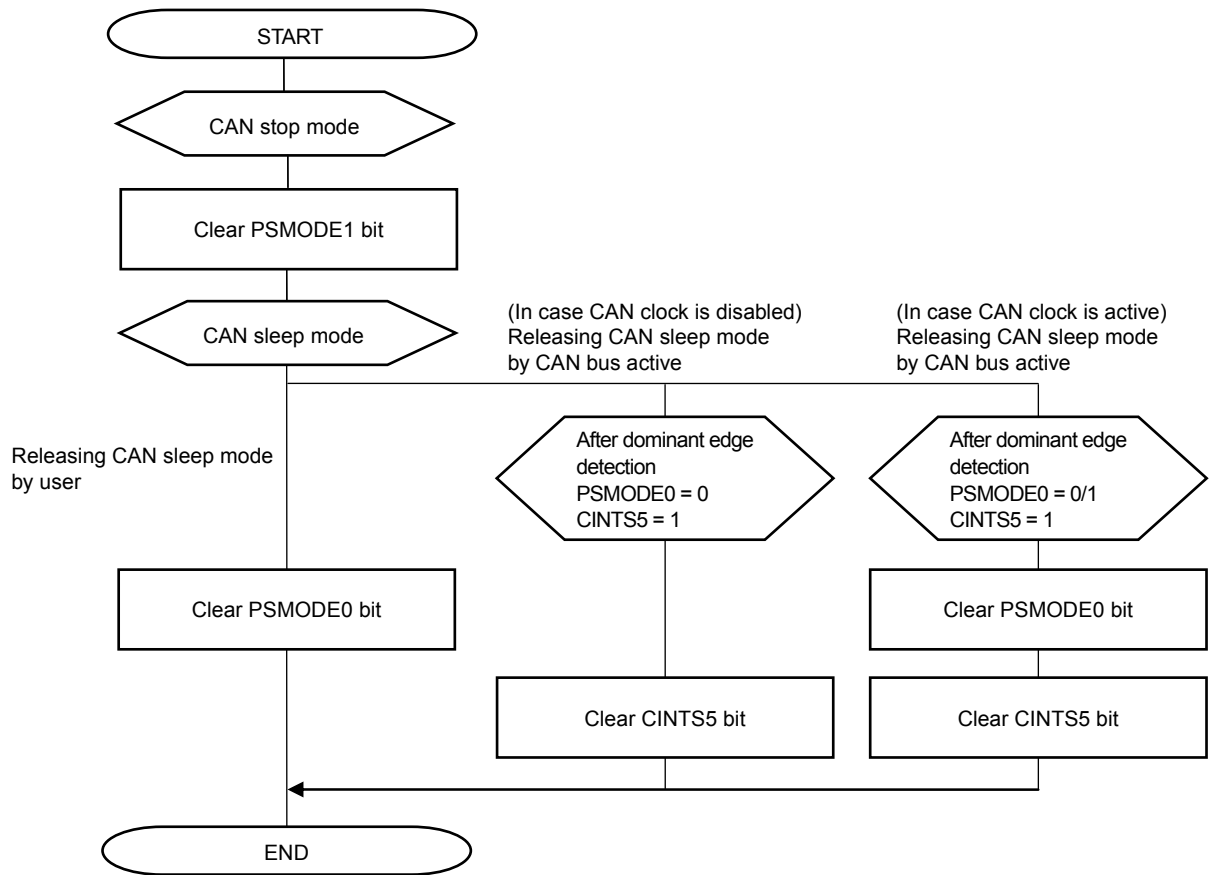 START
CAN stop mode
Clear PSMODE1 bit
CAN sleep mode
(In case CAN clock is disabled)
Releasing CAN sleep mode
by CAN bus active
(In case CAN clock is active)
Releasing CAN sleep mode
by CAN bus active
Releasing CAN sleep mode
by user
After dominant edge
detection
PSMODE0 = 0
CINTS5 = 1
After dominant edge
detection
PSMODE0 = 0/1
CINTS5 = 1
Clear PSMODE0 bit
Clear PSMODE0 bit
Clear CINTS5 bit
Clear CINTS5 bit
END